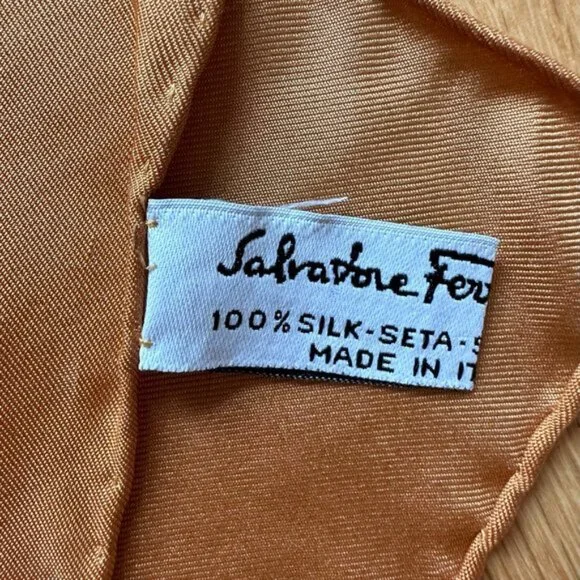 Salvatore Fer
100% SILK-SETA-S
MADE IN IT